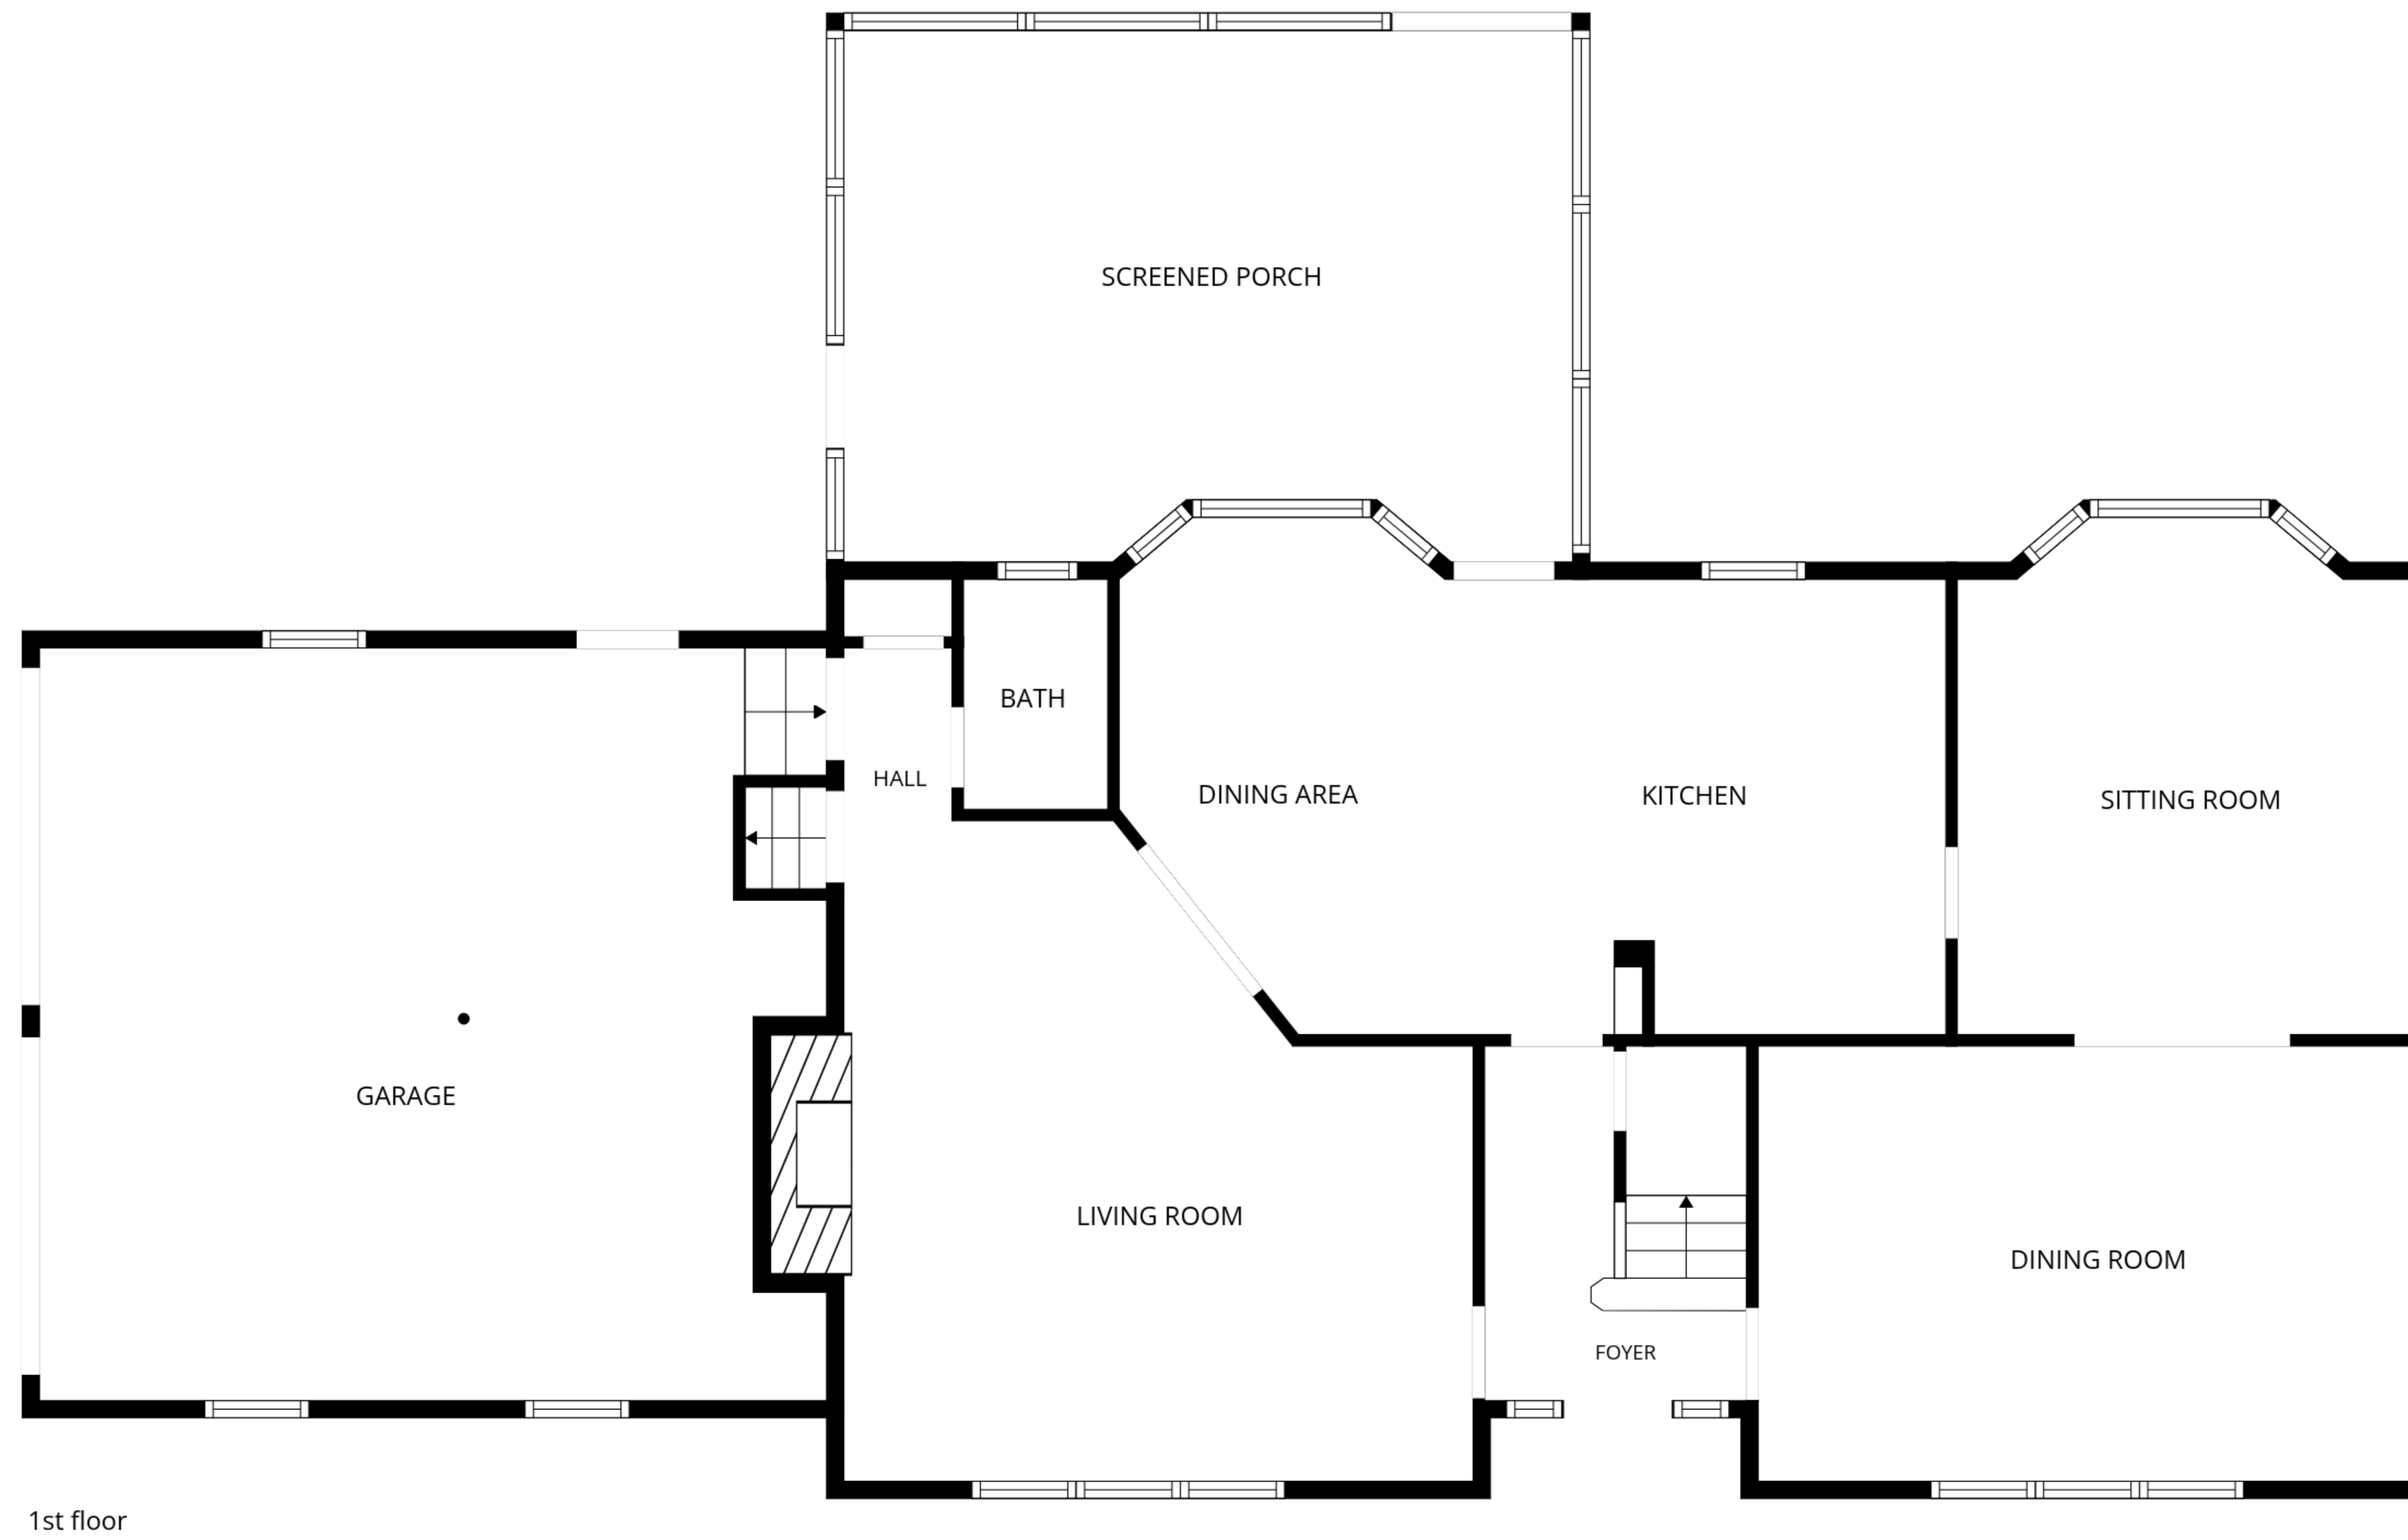 SCREENED PORCH
BATH
HALL
DINING AREA
KITCHEN
SITTING ROOM
GARAGE
LIVING ROOM
DINING ROOM
FOYER
1st floor